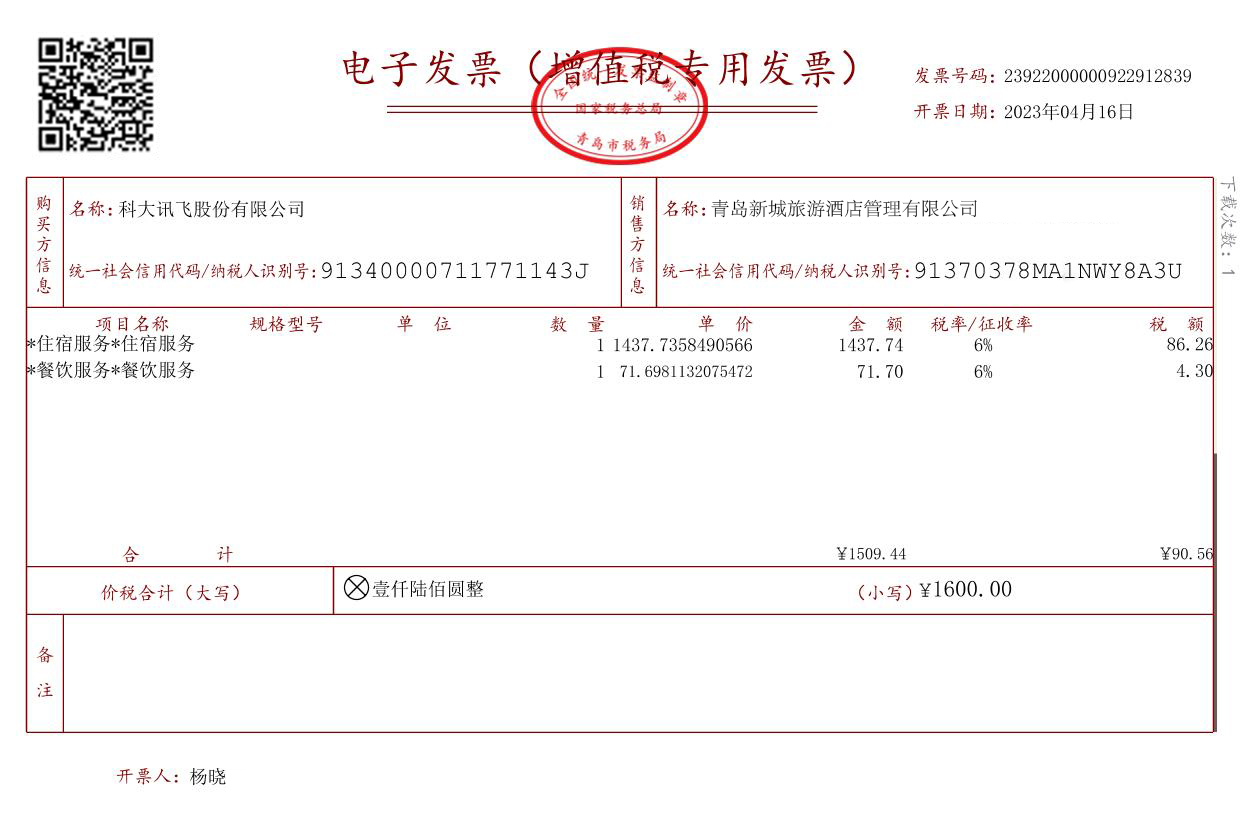 电子发票（增值税专用发票）
全国统一发票监制章
国家税务总局
青岛市税务局
发票号码：23922000000922912839
开票日期：2023年04月16日
下载次数：1
购买方信息
名称：科大讯飞股份有限公司
统一社会信用代码/纳税人识别号：91340000711771143J
销售方信息
名称：青岛新城旅游酒店管理有限公司
统一社会信用代码/纳税人识别号：91370378MA1NWY8A3U
项目名称 规格型号 单位 数量 单价 金额 税率/征收率 税额
*住宿服务*住宿服务 1 1437.7358490566 1437.74 6% 86.26
*餐饮服务*餐饮服务 1 71.6981132075472 71.70 6% 4.30
合计 ¥1509.44 ¥90.56
价税合计（大写） ⊗壹仟陆佰圆整 （小写）¥1600.00
备注
开票人：杨晓